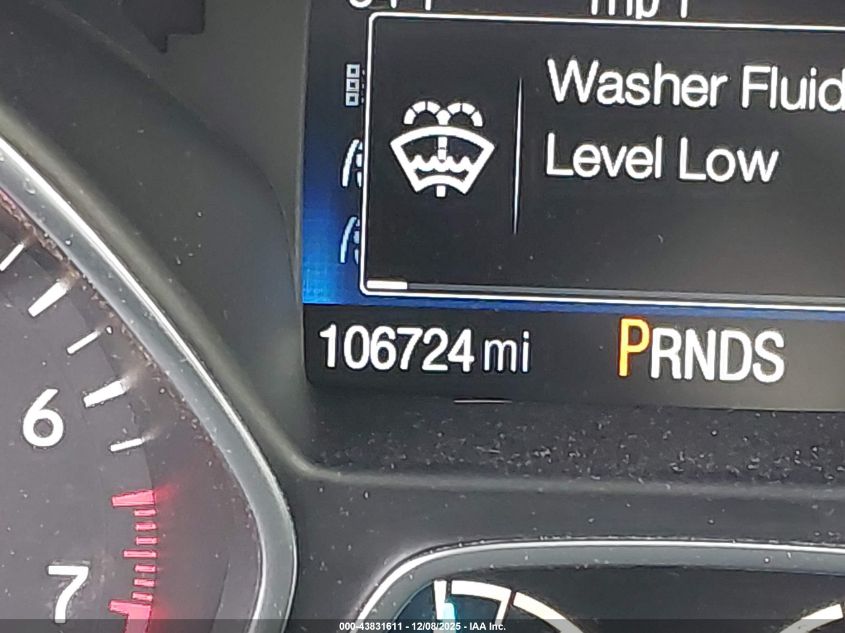 Washer Fluid
Level Low
106724 mi
PRNDS
6
7
000-43831611 - 12/08/2025 - IAA Inc.